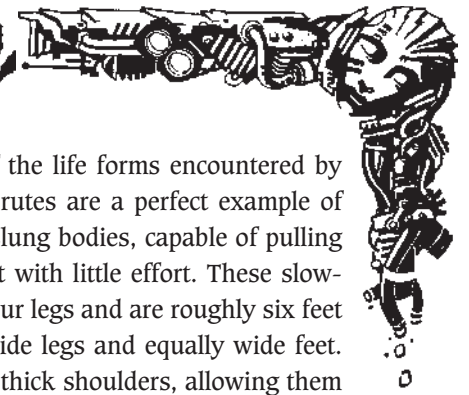 the life forms encountered by
rutes are a perfect example of
lung bodies, capable of pulling
t with little effort. These slow-
ur legs and are roughly six feet
ide legs and equally wide feet.
thick shoulders, allowing them